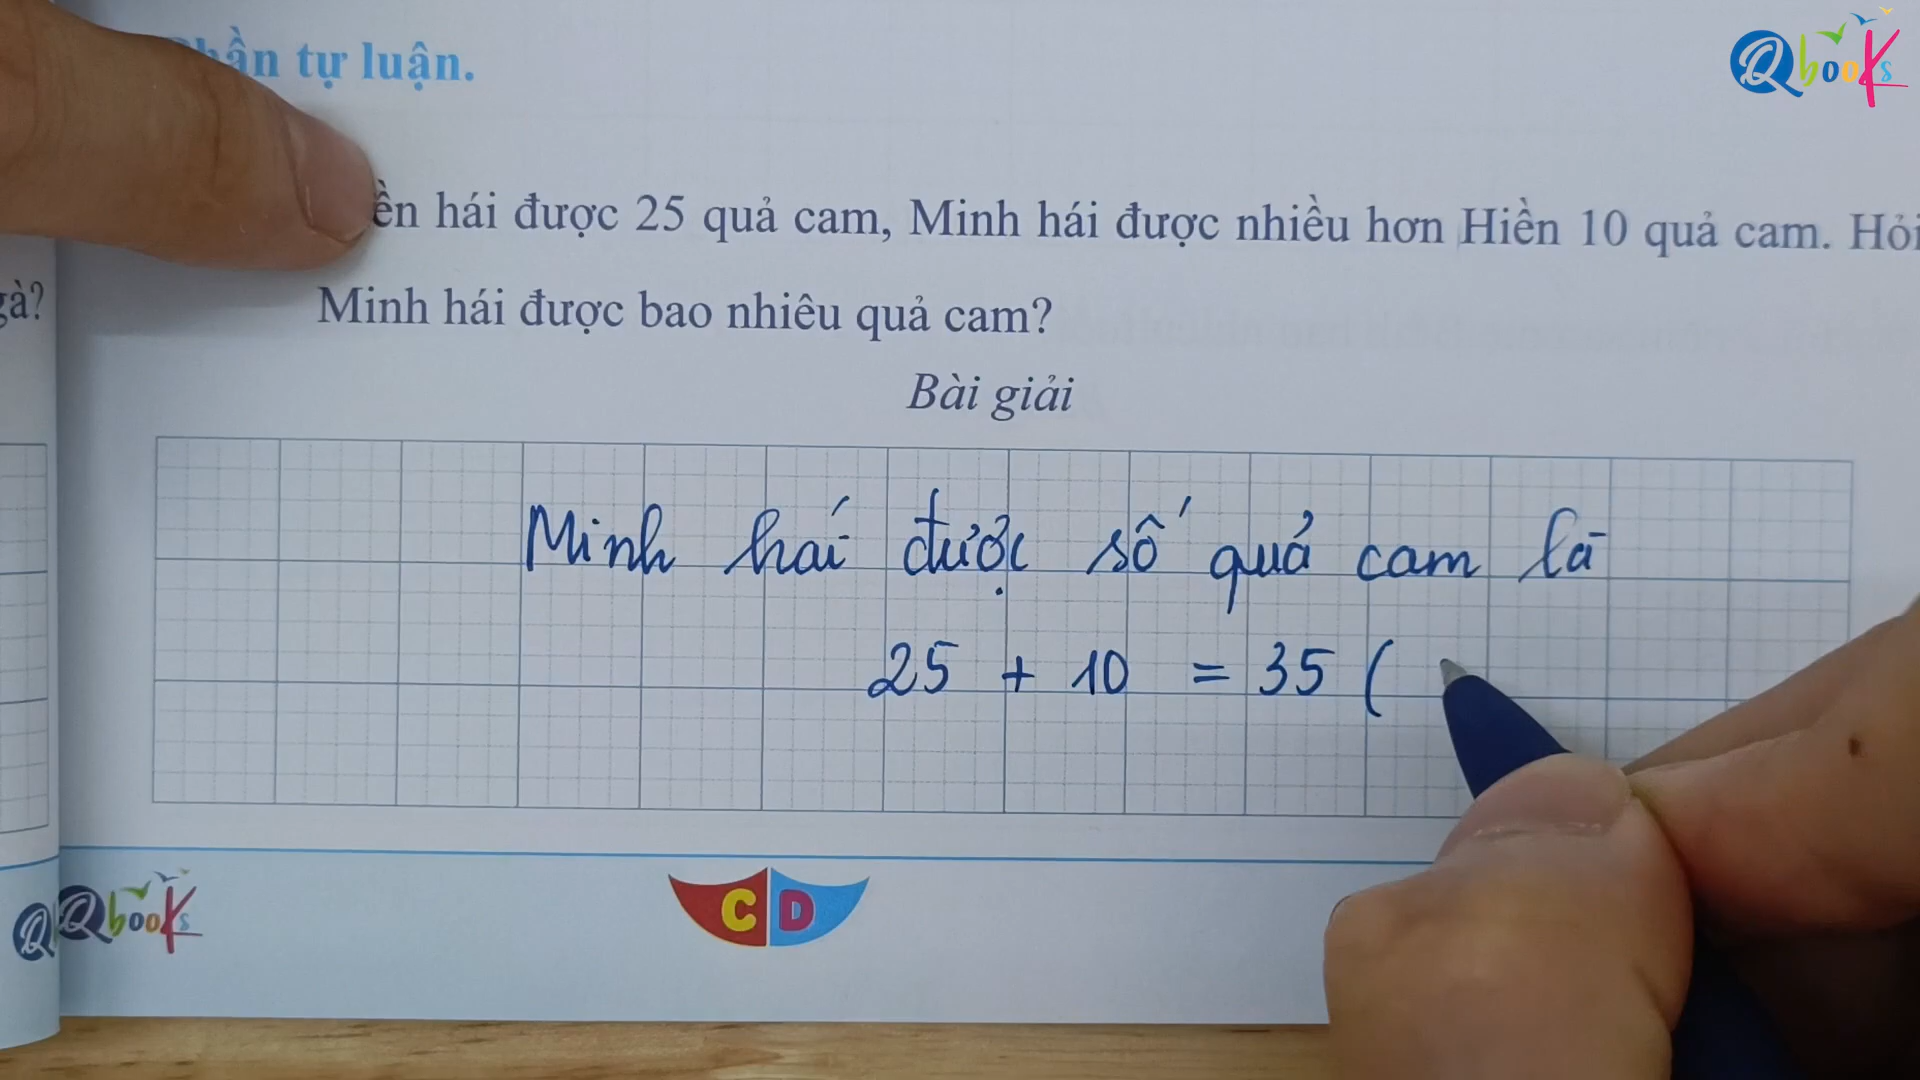 Qbooks
Phần tự luận.
ền hái được 25 quả cam, Minh hái được nhiều hơn Hiền 10 quả cam. Hỏi
gà?
Minh hái được bao nhiêu quả cam?
Bài giải
Minh hái được số quả cam là
25 + 10 = 35 (
Q Qbooks
C D